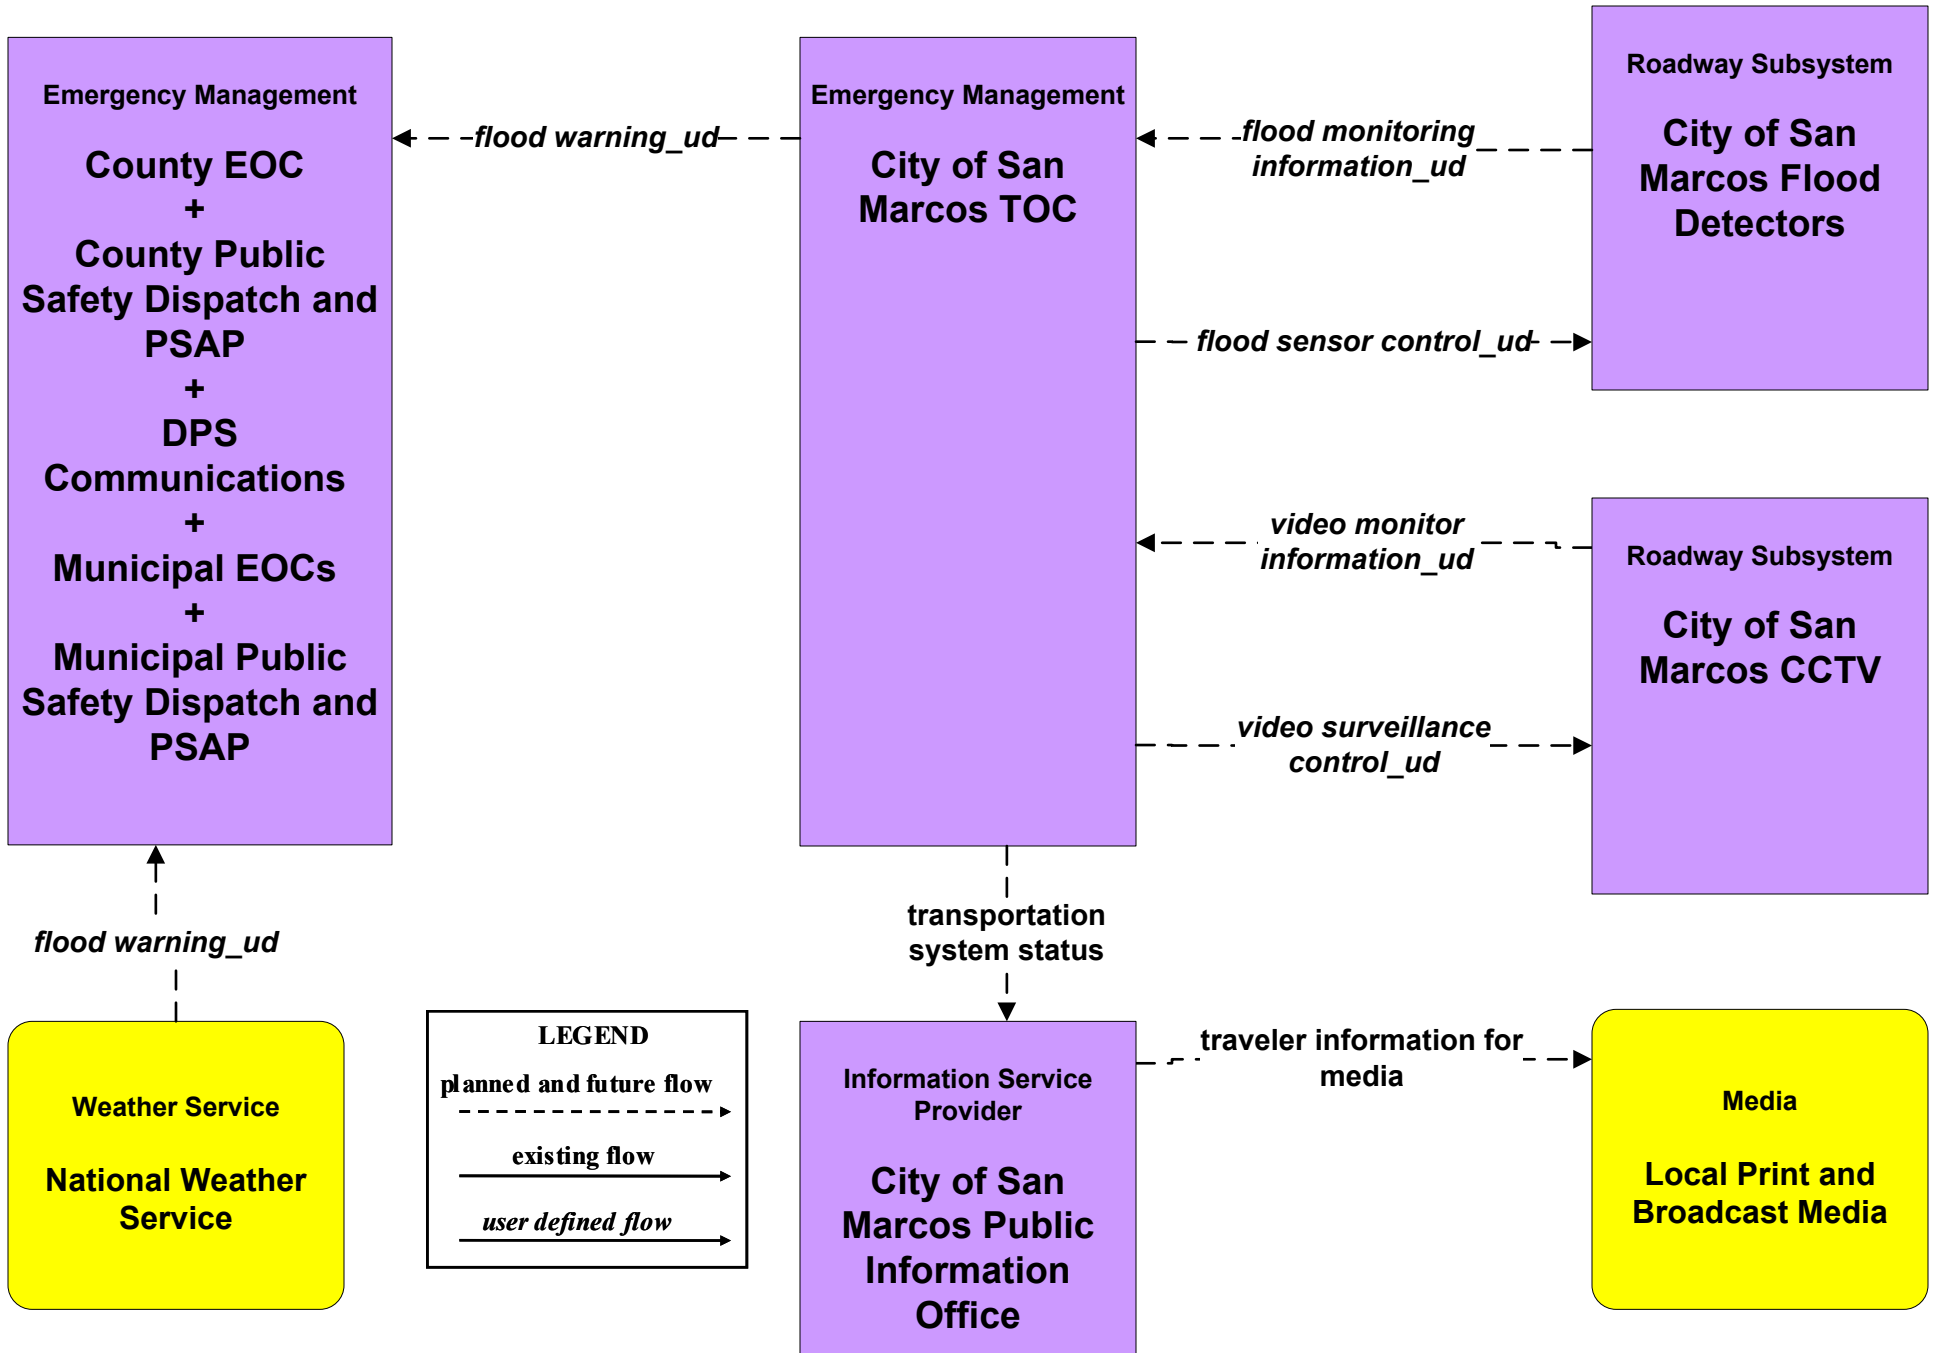 Emergency Management
County EOC
+
County Public
Safety Dispatch and
PSAP
+
DPS
Communications
+
Municipal EOCs
+
Municipal Public
Safety Dispatch and
PSAP
flood warning_ud
Emergency Management
City of San
Marcos TOC
flood monitoring
information_ud
Roadway Subsystem
City of San
Marcos Flood
Detectors
flood sensor control_ud
video monitor
information_ud
Roadway Subsystem
City of San
Marcos CCTV
video surveillance
control_ud
flood warning_ud
transportation
system status
Weather Service
National Weather
Service
LEGEND
planned and future flow
existing flow
user defined flow
Information Service
Provider
City of San
Marcos Public
Information
Office
traveler information for
media
Media
Local Print and
Broadcast Media